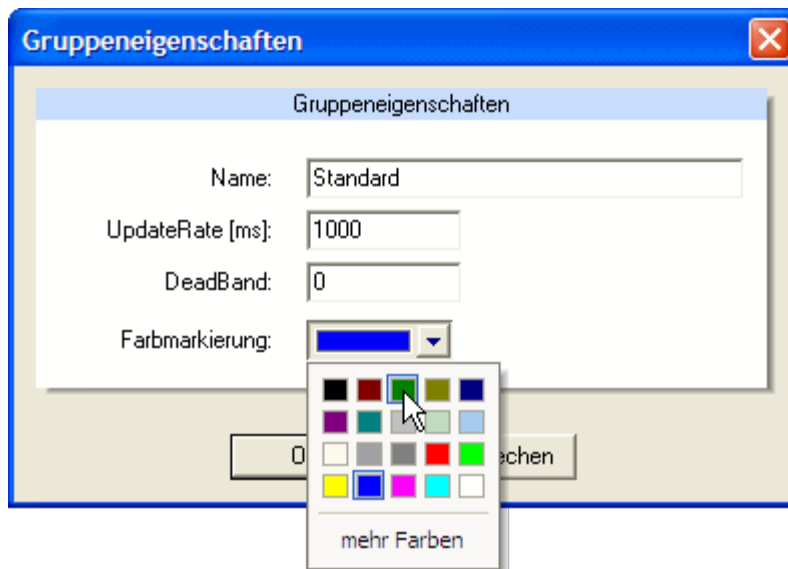 Gruppeneigenschaften
Gruppeneigenschaften
Name: Standard
UpdateRate [ms]: 1000
DeadBand: 0
Farbmarkierung:
mehr Farben